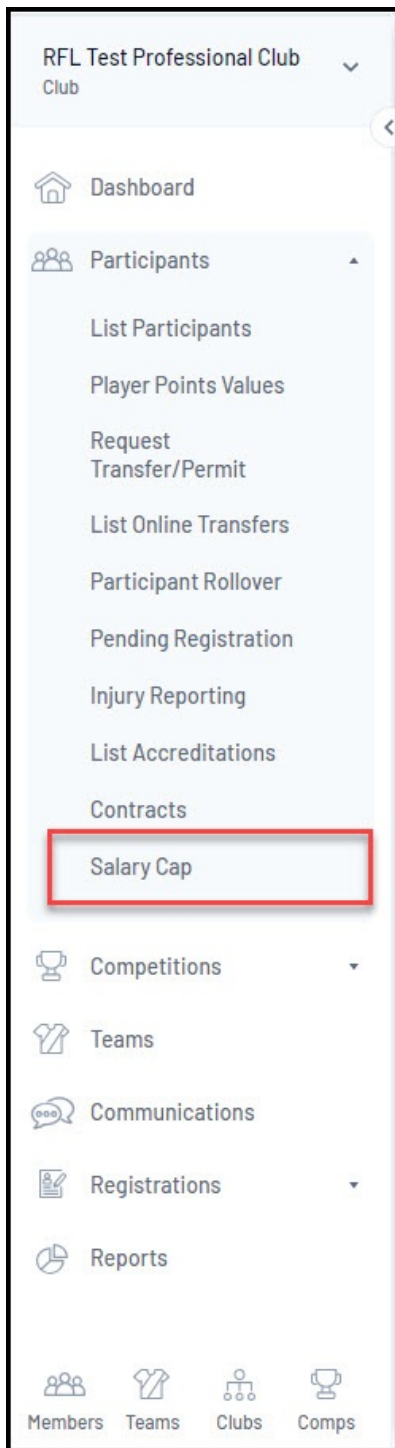 RFL Test Professional Club
Club
Dashboard
Participants
List Participants
Player Points Values
Request
Transfer/Permit
List Online Transfers
Participant Rollover
Pending Registration
Injury Reporting
List Accreditations
Contracts
Salary Cap
Competitions
Teams
Communications
Registrations
Reports
Members Teams Clubs Comps